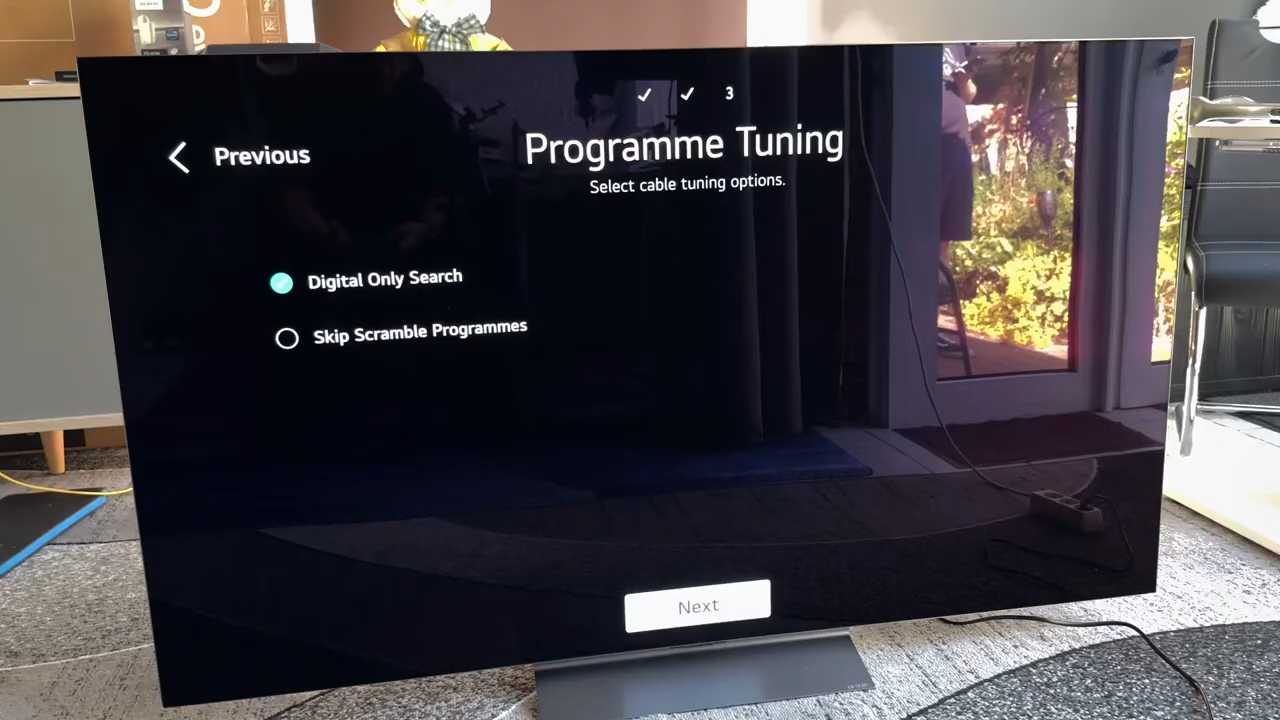 3
Previous
Programme Tuning
Select cable tuning options.
Digital Only Search
Skip Scramble Programmes
Next